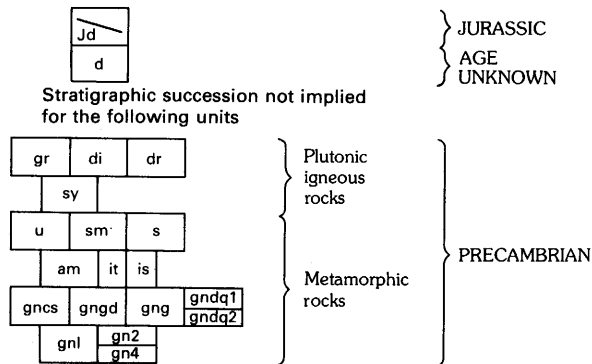 Jd
JURASSIC
d
AGE
UNKNOWN
Stratigraphic succession not implied
for the following units
gr di dr
Plutonic
igneous
rocks
sy
u sm s
am it is
PRECAMBRIAN
Metamorphic
rocks
gncs gngd gng gndq1
gndq2
gnl gn2
gn4